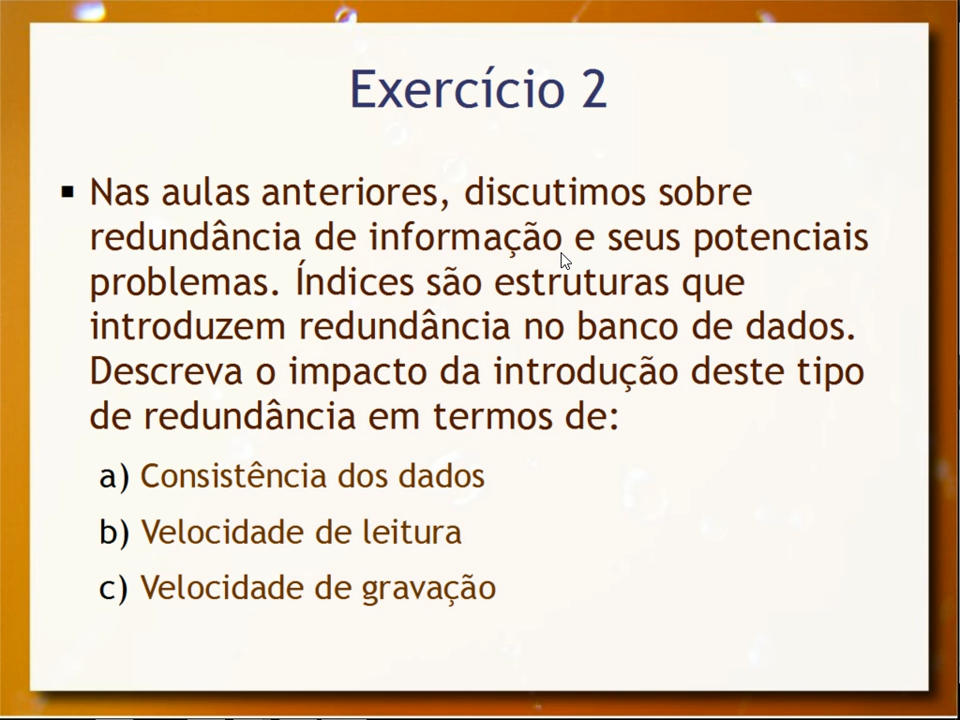 Exercício 2
▪ Nas aulas anteriores, discutimos sobre
redundância de informação e seus potenciais
problemas. Índices são estruturas que
introduzem redundância no banco de dados.
Descreva o impacto da introdução deste tipo
de redundância em termos de:
a) Consistência dos dados
b) Velocidade de leitura
c) Velocidade de gravação